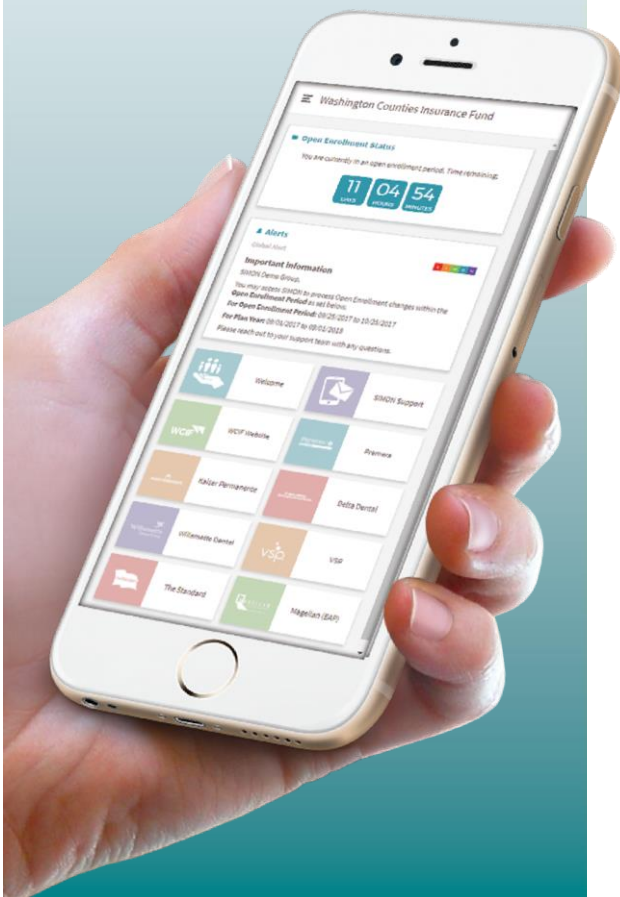 Washington Counties Insurance Fund
Open Enrollment Status
You are currently in an open enrollment period. Time remaining:
11 04 54
DAYS HOURS MINUTES
Alerts
Global Alert
Important Information
SIMON Demo Group,
You may access SIMON to process Open Enrollment changes within the
Open Enrollment Period as set below.
For Open Enrollment Period: 09/25/2017 to 10/20/2017
For Plan Year: 09/01/2017 to 09/01/2018
Please reach out to your support team with any questions.
Welcome
SIMON Support
WCIF
WCIF Website
Premera
Kaiser Permanente
Delta Dental
Willamette Dental
vsp
VSP
The Standard
Magellan (EAP)